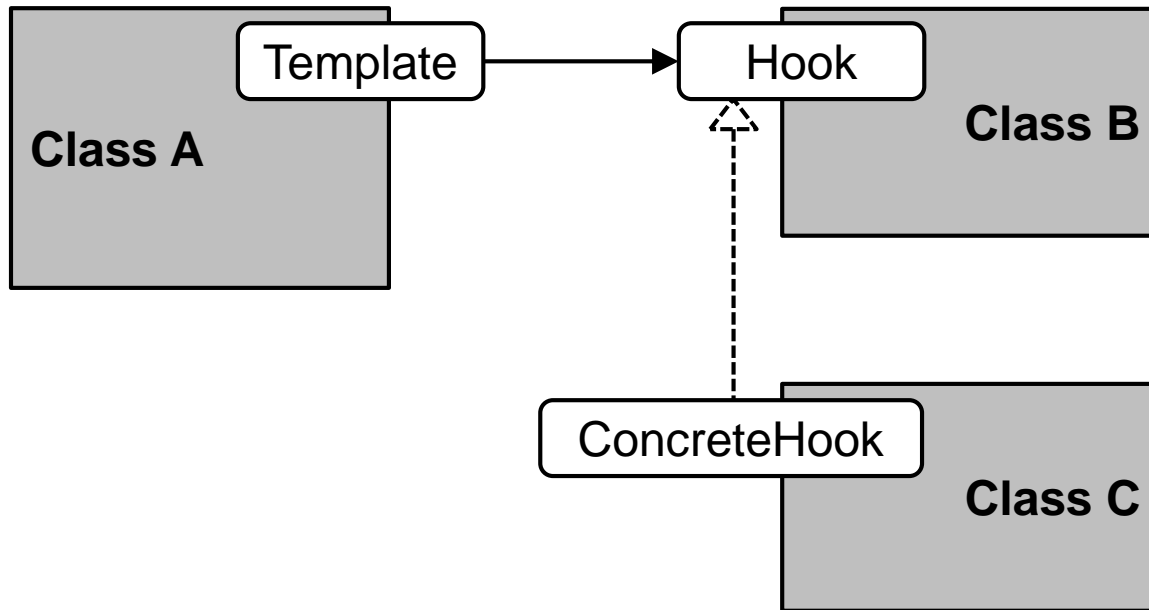 Template
Hook
Class A
Class B
ConcreteHook
Class C